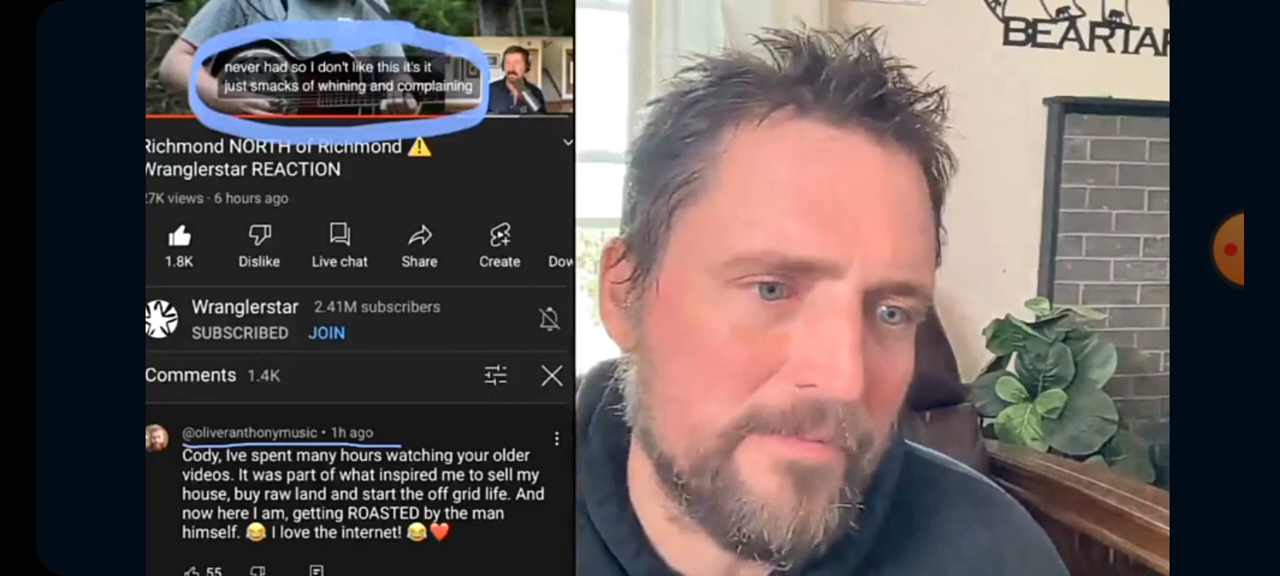 never had so I don't like this it's it
just smacks of whining and complaining
Richmond NORTH of Richmond ⚠️
Wranglerstar REACTION
27K views · 6 hours ago
1.8K
Dislike
Live chat
Share
Create
Dow
Wranglerstar 2.41M subscribers
SUBSCRIBED JOIN
Comments 1.4K
@oliveranthonymusic • 1h ago
Cody, Ive spent many hours watching your older
videos. It was part of what inspired me to sell my
house, buy raw land and start the off grid life. And
now here I am, getting ROASTED by the man
himself. 😂 I love the internet! 😂❤️
55
BEARTA